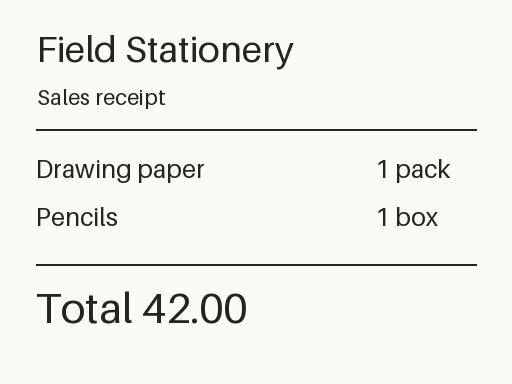 Field Stationery
Sales receipt
Drawing paper 1 pack
Pencils 1 box
Total 42.00